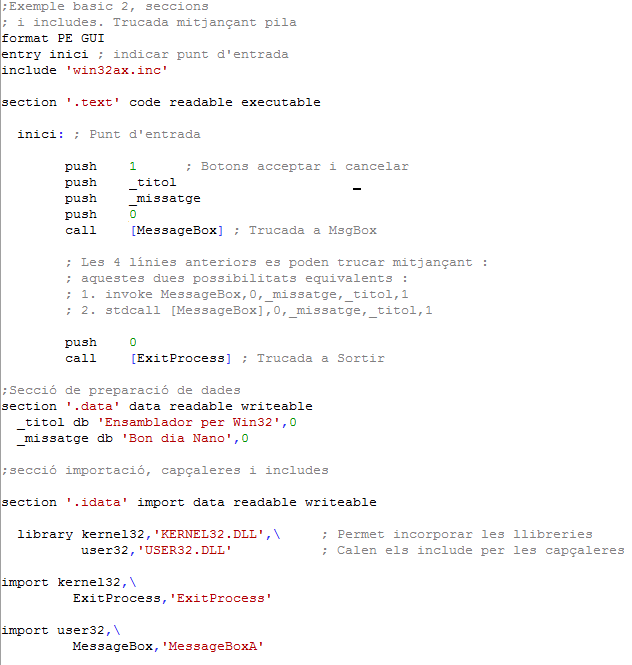 ;Exemple basic 2, seccions
; i includes. Trucada mitjançant pila
format PE GUI
entry inici ; indicar punt d'entrada
include 'win32ax.inc'
section '.text' code readable executable
inici: ; Punt d'entrada
push 1 ; Botons acceptar i cancelar
push _titol
push _missatge
push 0
call [MessageBox] ; Trucada a MsgBox
; Les 4 línies anteriors es poden trucar mitjançant :
; aquestes dues possibilitats equivalents :
; 1. invoke MessageBox,0,_missatge,_titol,1
; 2. stdcall [MessageBox],0,_missatge,_titol,1
push 0
call [ExitProcess] ; Trucada a Sortir
;Secció de preparació de dades
section '.data' data readable writeable
_titol db 'Ensamblador per Win32',0
_missatge db 'Bon dia Nano',0
;secció importació, capçaleres i includes
section '.idata' import data readable writeable
library kernel32,'KERNEL32.DLL',\ ; Permet incorporar les llibreries
user32,'USER32.DLL' ; Calen els include per les capçaleres
import kernel32,\
ExitProcess,'ExitProcess'
import user32,\
MessageBox,'MessageBoxA'